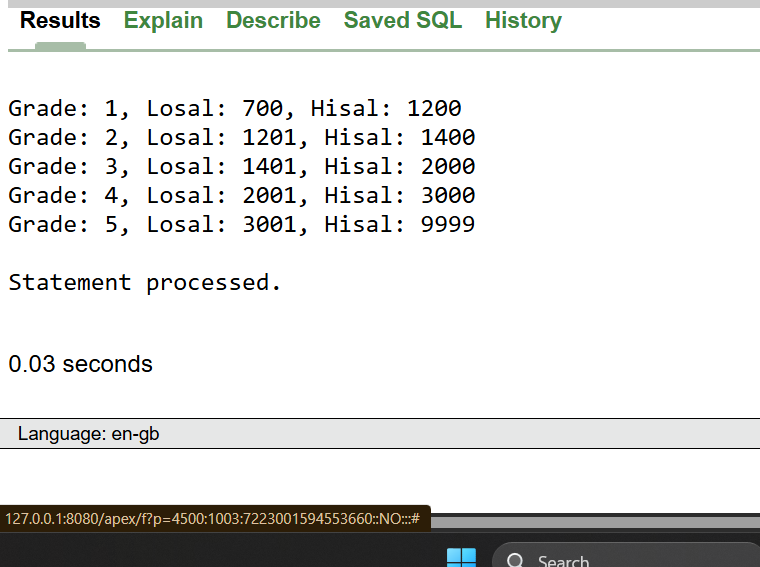 Results Explain Describe Saved SQL History
Grade: 1, Losal: 700, Hisal: 1200
Grade: 2, Losal: 1201, Hisal: 1400
Grade: 3, Losal: 1401, Hisal: 2000
Grade: 4, Losal: 2001, Hisal: 3000
Grade: 5, Losal: 3001, Hisal: 9999
Statement processed.
0.03 seconds
Language: en-gb
127.0.0.1:8080/apex/f?p=4500:1003:7223001594553660::NO:::#
Search